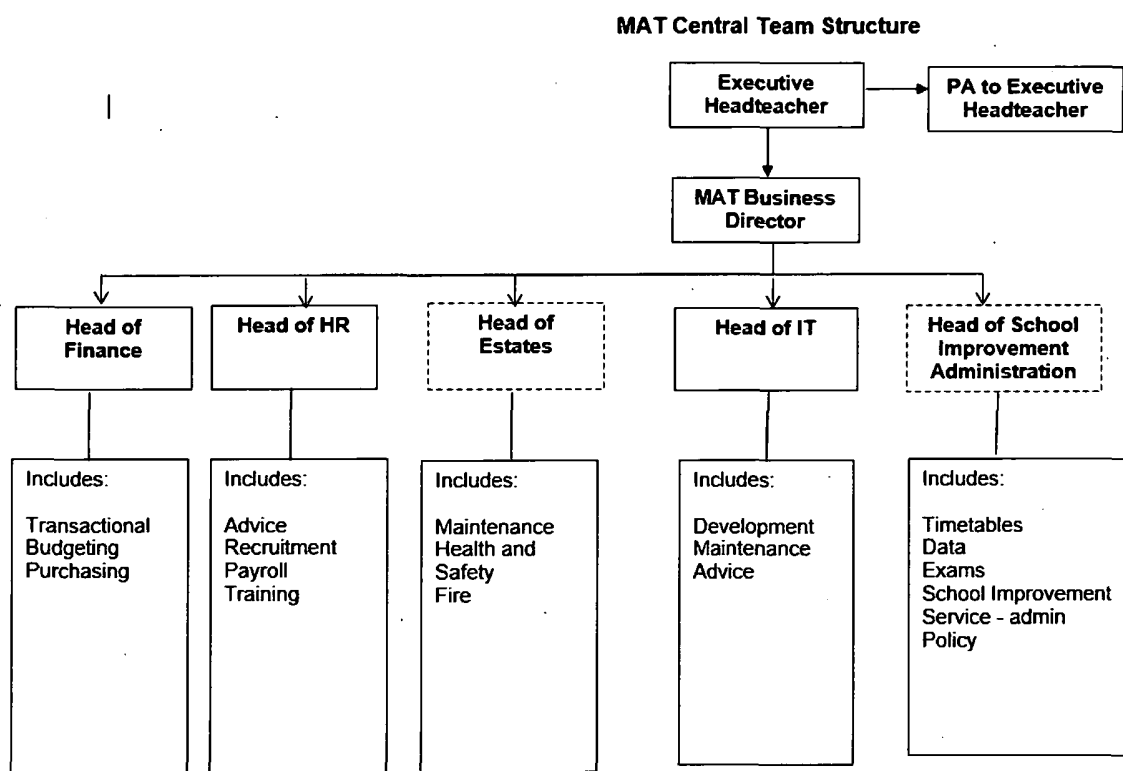 MAT Central Team Structure
Executive
Headteacher
PA to Executive
Headteacher
MAT Business
Director
Head of
Finance
Head of HR
Head of
Estates
Head of IT
Head of School
Improvement
Administration
Includes:
Transactional
Budgeting
Purchasing
Includes:
Advice
Recruitment
Payroll
Training
Includes:
Maintenance
Health and
Safety
Fire
Includes:
Development
Maintenance
Advice
Includes:
Timetables
Data
Exams
School Improvement
Service - admin
Policy